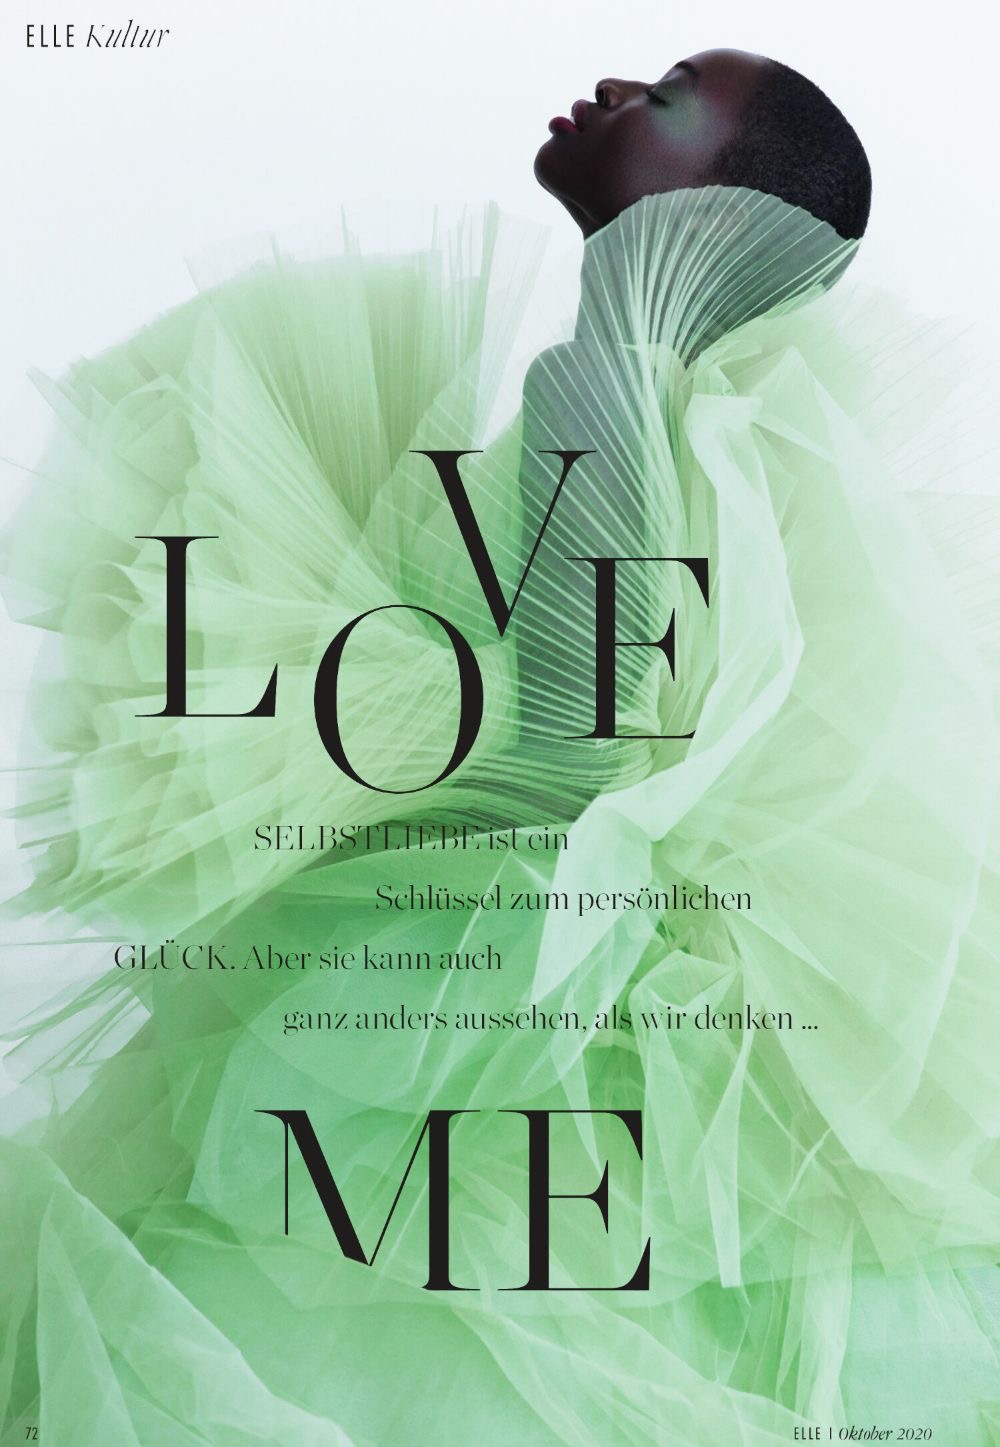 ELLE Kultur
LOVE
SELBSTLIEBE ist ein
Schlüssel zum persönlichen
GLÜCK. Aber sie kann auch
ganz anders aussehen, als wir denken ...
ME
72
ELLE | Oktober 2020